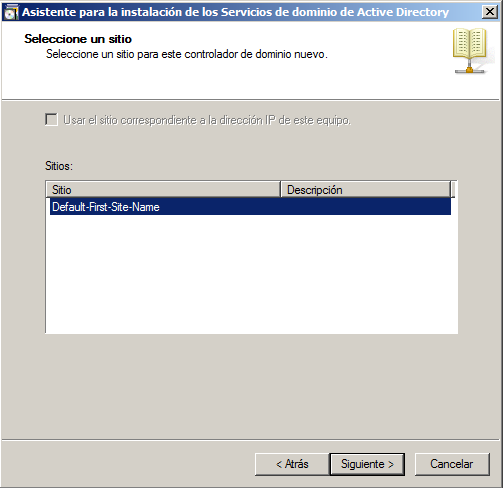 Asistente para la instalación de los Servicios de dominio de Active Directory
Seleccione un sitio
Seleccione un sitio para este controlador de dominio nuevo.
Usar el sitio correspondiente a la dirección IP de este equipo.
Sitios:
Sitio Descripción
Default-First-Site-Name
< Atrás Siguiente > Cancelar